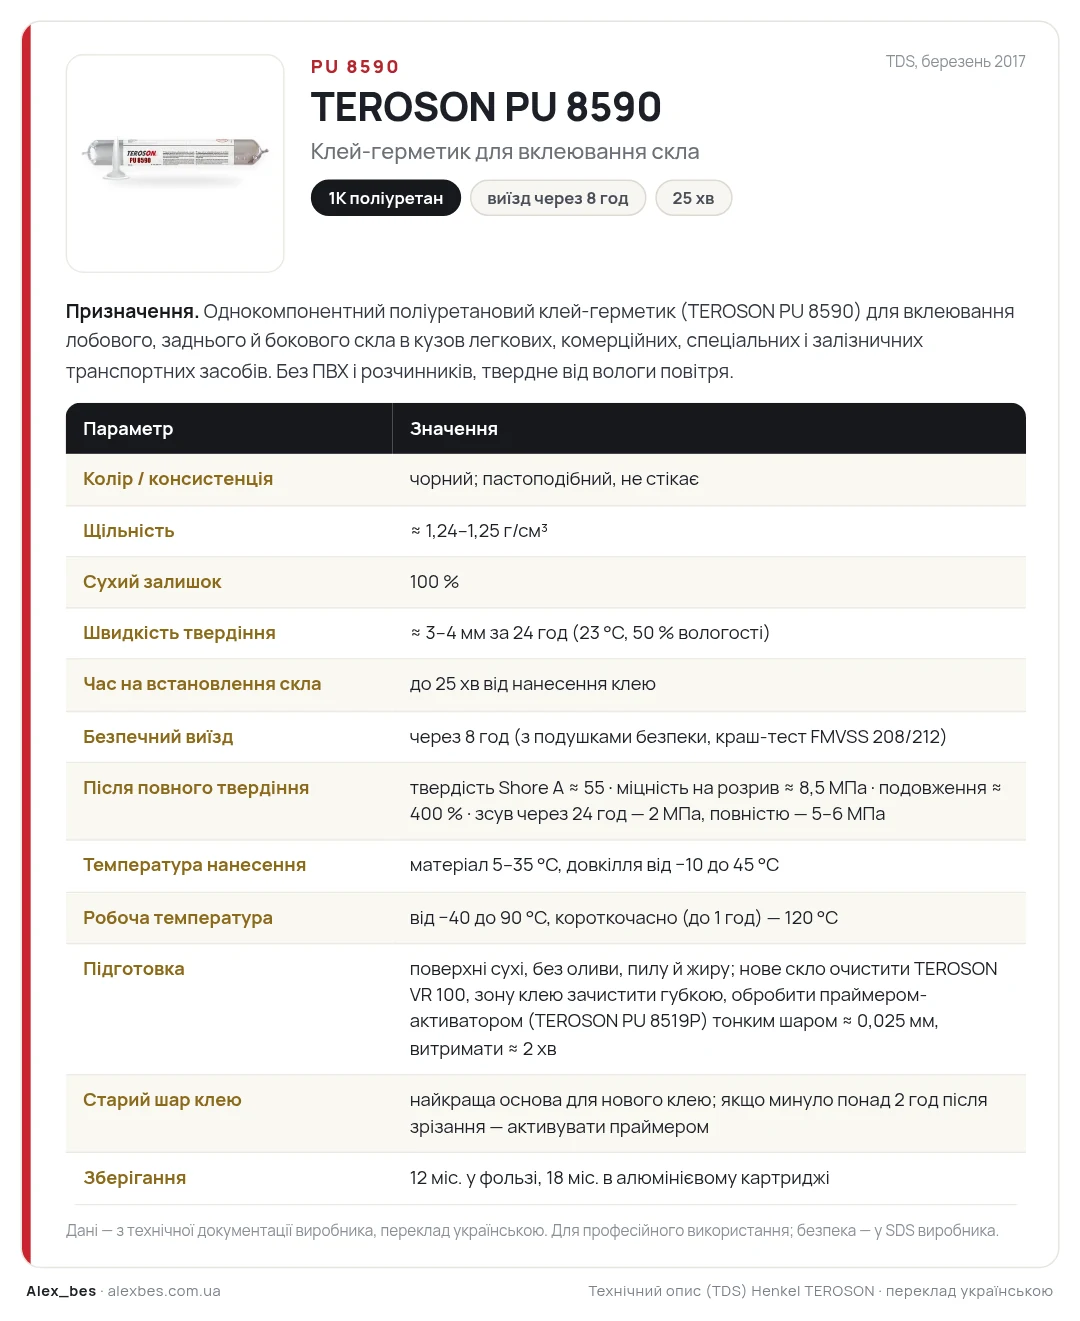 TEROSON
PU 8590
PU 8590
TDS, березень 2017
TEROSON PU 8590
Клей-герметик для вклеювання скла
1К поліуретан
виїзд через 8 год
25 хв
Призначення. Однокомпонентний поліуретановий клей-герметик (TEROSON PU 8590) для вклеювання
лобового, заднього й бокового скла в кузов легкових, комерційних, спеціальних і залізничних
транспортних засобів. Без ПВХ і розчинників, твердне від вологи повітря.
Параметр Значення
Колір / консистенція чорний; пастоподібний, не стікає
Щільність ≈ 1,24–1,25 г/см³
Сухий залишок 100 %
Швидкість твердіння ≈ 3–4 мм за 24 год (23 °C, 50 % вологості)
Час на встановлення скла до 25 хв від нанесення клею
Безпечний виїзд через 8 год (з подушками безпеки, краш-тест FMVSS 208/212)
Після повного твердіння твердість Shore A ≈ 55 · міцність на розрив ≈ 8,5 МПа · подовження ≈
400 % · зсув через 24 год — 2 МПа, повністю — 5–6 МПа
Температура нанесення матеріал 5–35 °C, довкілля від −10 до 45 °C
Робоча температура від −40 до 90 °C, короткочасно (до 1 год) — 120 °C
Підготовка поверхні сухі, без оливи, пилу й жиру; нове скло очистити TEROSON
VR 100, зону клею зачистити губкою, обробити праймером-
активатором (TEROSON PU 8519P) тонким шаром ≈ 0,025 мм,
витримати ≈ 2 хв
Старий шар клею найкраща основа для нового клею; якщо минуло понад 2 год після
зрізання — активувати праймером
Зберігання 12 міс. у фользі, 18 міс. в алюмінієвому картриджі
Дані — з технічної документації виробника, переклад українською. Для професійного використання; безпека — у SDS виробника.
Alex_bes · alexbes.com.ua
Технічний опис (TDS) Henkel TEROSON · переклад українською